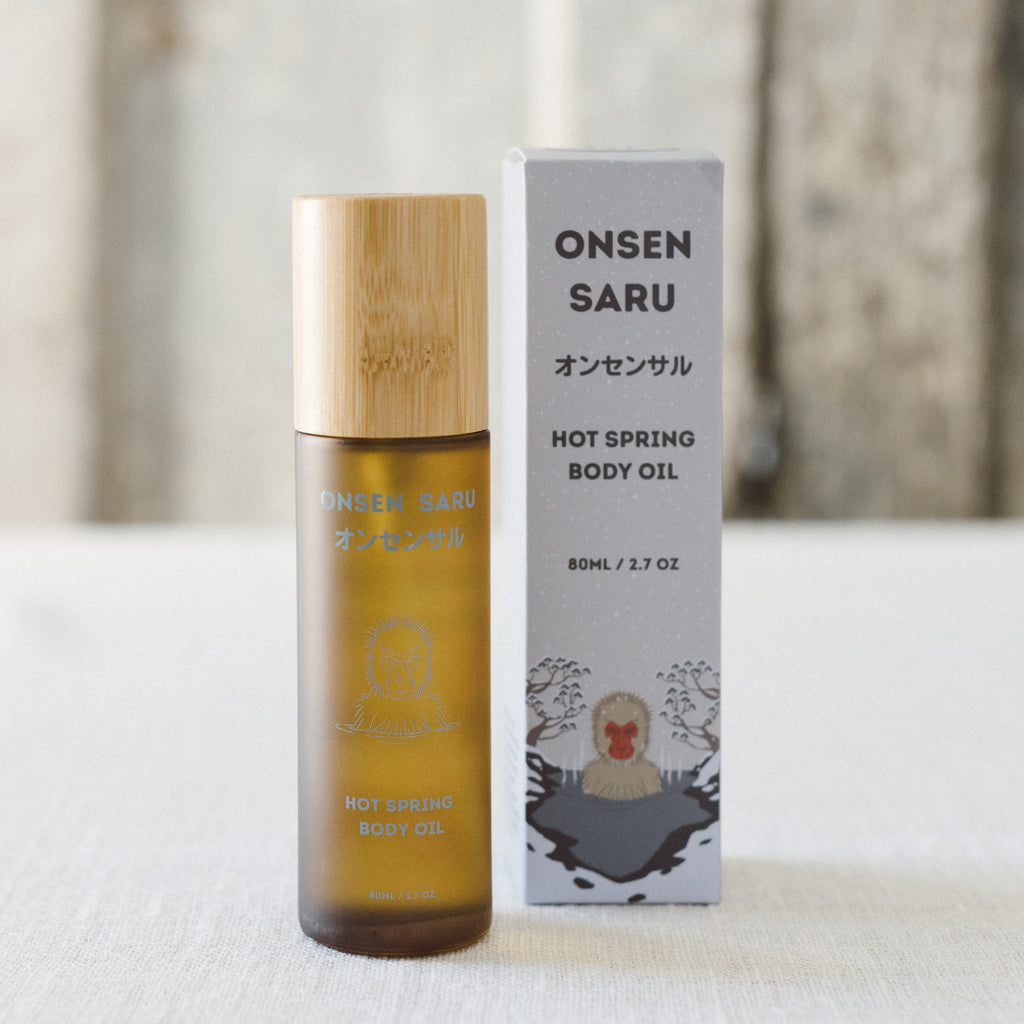 ONSEN SARU
オンセンサル
HOT SPRING
BODY OIL
80ML / 2.7 OZ
ONSEN
SARU
オンセンサル
HOT SPRING
BODY OIL
80ML / 2.7 OZ